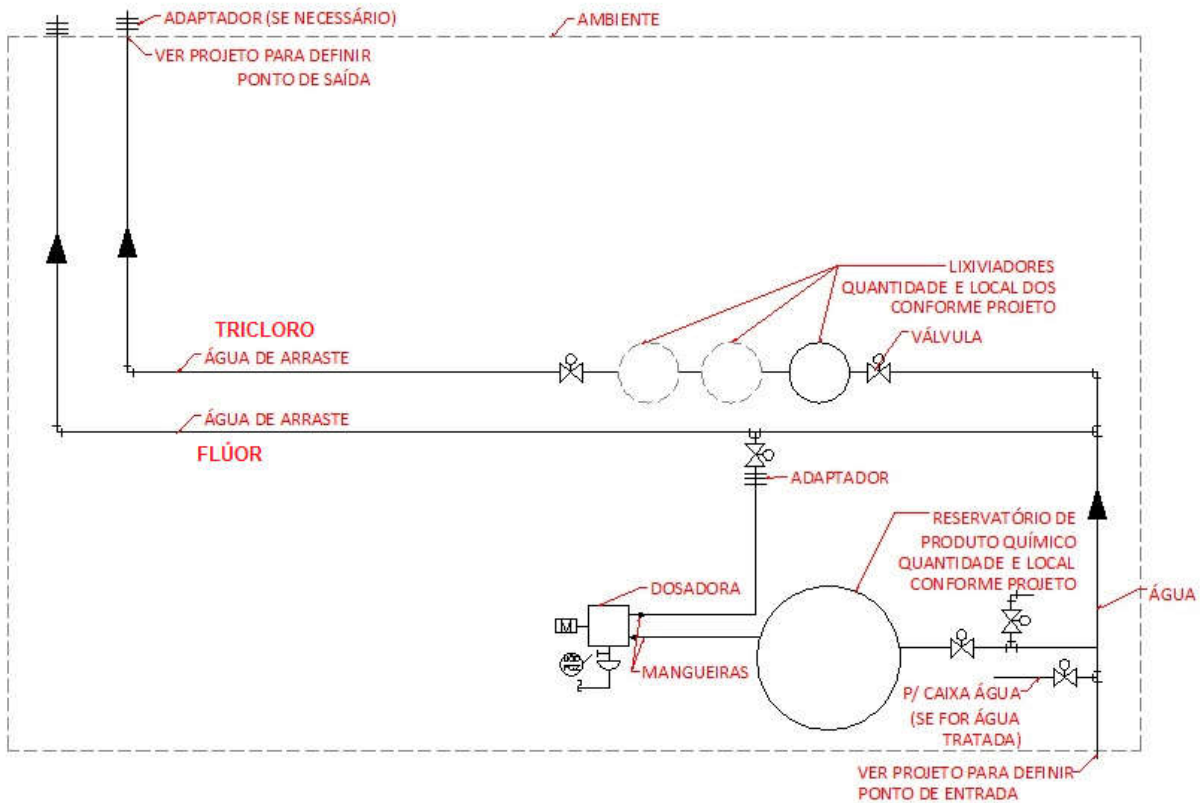 ADAPTADOR (SE NECESSÁRIO)
AMBIENTE
VER PROJETO PARA DEFINIR
PONTO DE SAÍDA
LIXIVIADORES
QUANTIDADE E LOCAL DOS
CONFORME PROJETO
TRICLORO
VÁLVULA
ÁGUA DE ARRASTE
ÁGUA DE ARRASTE
FLÚOR
ADAPTADOR
RESERVATÓRIO DE
PRODUTO QUÍMICO
QUANTIDADE E LOCAL
CONFORME PROJETO
DOSADORA
ÁGUA
M
MANGUEIRAS
P/ CAIXA ÁGUA
(SE FOR ÁGUA
TRATADA)
VER PROJETO PARA DEFINIR
PONTO DE ENTRADA